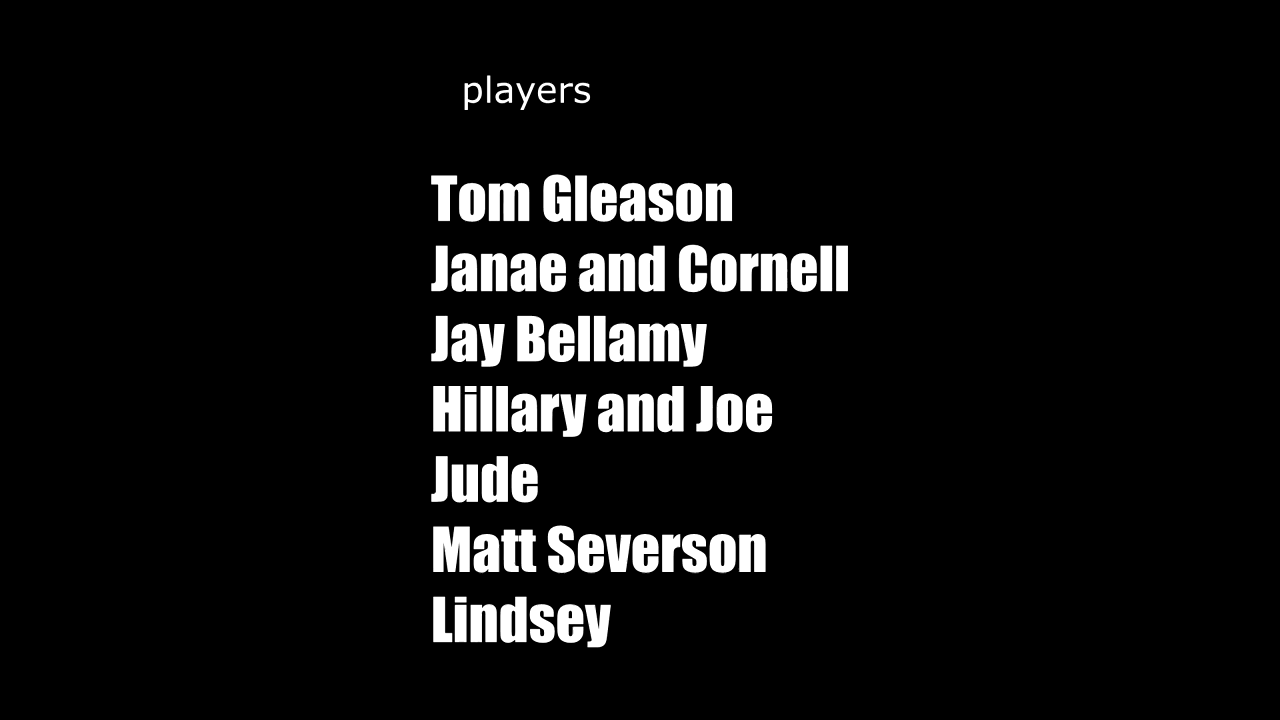 players
Tom Gleason
Janae and Cornell
Jay Bellamy
Hillary and Joe
Jude
Matt Severson
Lindsey